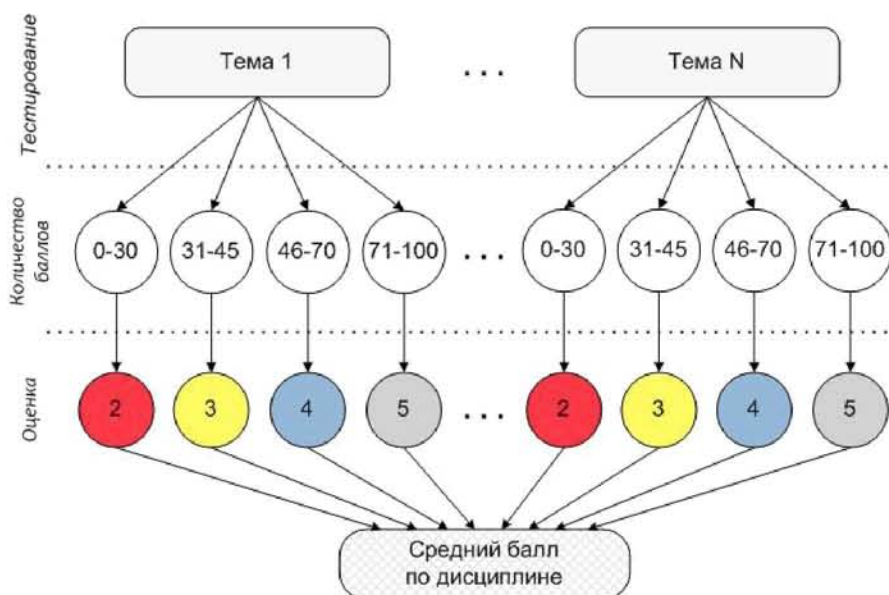 Тестирование
Тема 1
. . .
Тема N
Количество
баллов
0-30
31-45
46-70
71-100
. . .
0-30
31-45
46-70
71-100
Оценка
2
3
4
5
. . .
2
3
4
5
Средний балл
по дисциплине